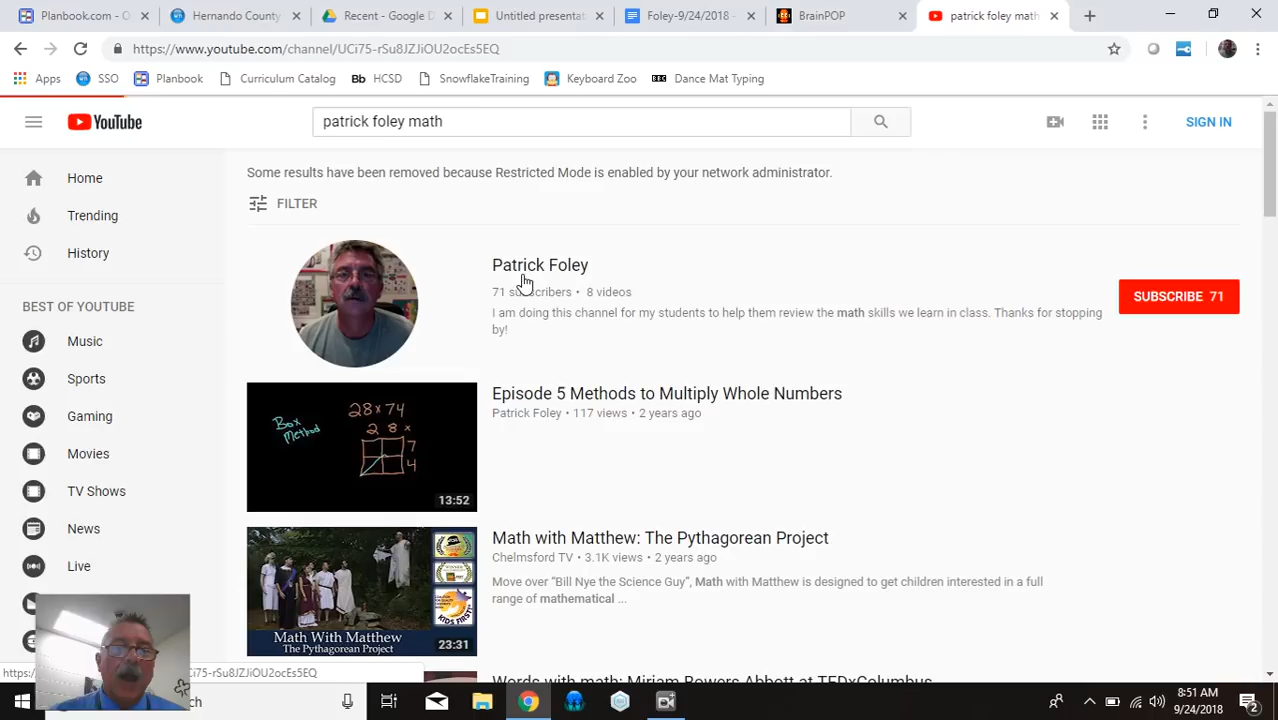 Planbook.com - O
Hernando County
Recent - Google D
Untitled presentat
Foley-9/24/2018 -
BrainPOP
patrick foley math
https://www.youtube.com/channel/UCi75-rSu8JZJiOU2ocEs5EQ
Apps
SSO
Planbook
Curriculum Catalog
Bb HCSD
SnowflakeTraining
Keyboard Zoo
Dance Mat Typing
YouTube
patrick foley math
SIGN IN
Home
Trending
History
BEST OF YOUTUBE
Music
Sports
Gaming
Movies
TV Shows
News
Live
Some results have been removed because Restricted Mode is enabled by your network administrator.
FILTER
Patrick Foley
71 subscribers • 8 videos
I am doing this channel for my students to help them review the math skills we learn in class. Thanks for stopping
by!
SUBSCRIBE 71
Box
Method
28x74
2 8 x
7
4
13:52
Episode 5 Methods to Multiply Whole Numbers
Patrick Foley • 117 views • 2 years ago
Math With Matthew
The Pythagorean Project
KIDS FIRST!
23:31
Math with Matthew: The Pythagorean Project
Chelmsford TV • 3.1K views • 2 years ago
Move over "Bill Nye the Science Guy", Math with Matthew is designed to get children interested in a full
range of mathematical ...
Words with math: Miriam Bowers Abbott at TEDxColumbus
https:
Ci75-rSu8JZJiOU2ocEs5EQ
rch
8:51 AM
9/24/2018
2